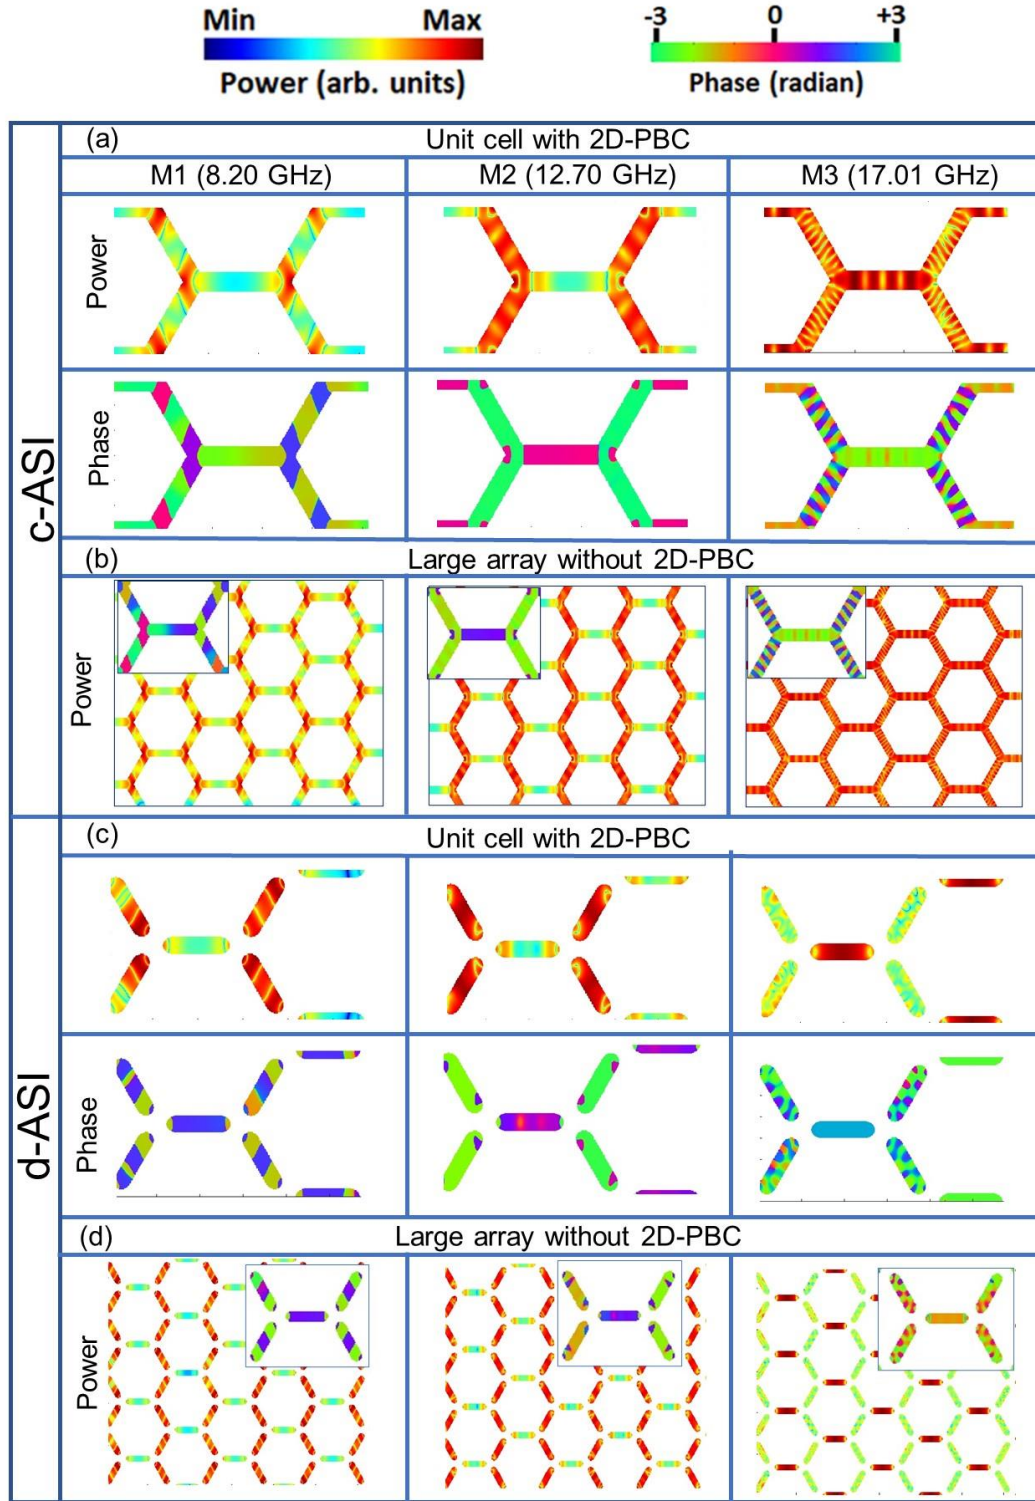 Min Max
Power (arb. units)
-3 0 +3
Phase (radian)
c-ASI
(a) Unit cell with 2D-PBC
M1 (8.20 GHz) M2 (12.70 GHz) M3 (17.01 GHz)
Power
Phase
(b) Large array without 2D-PBC
Power
d-ASI
(c) Unit cell with 2D-PBC
Phase
(d) Large array without 2D-PBC
Power